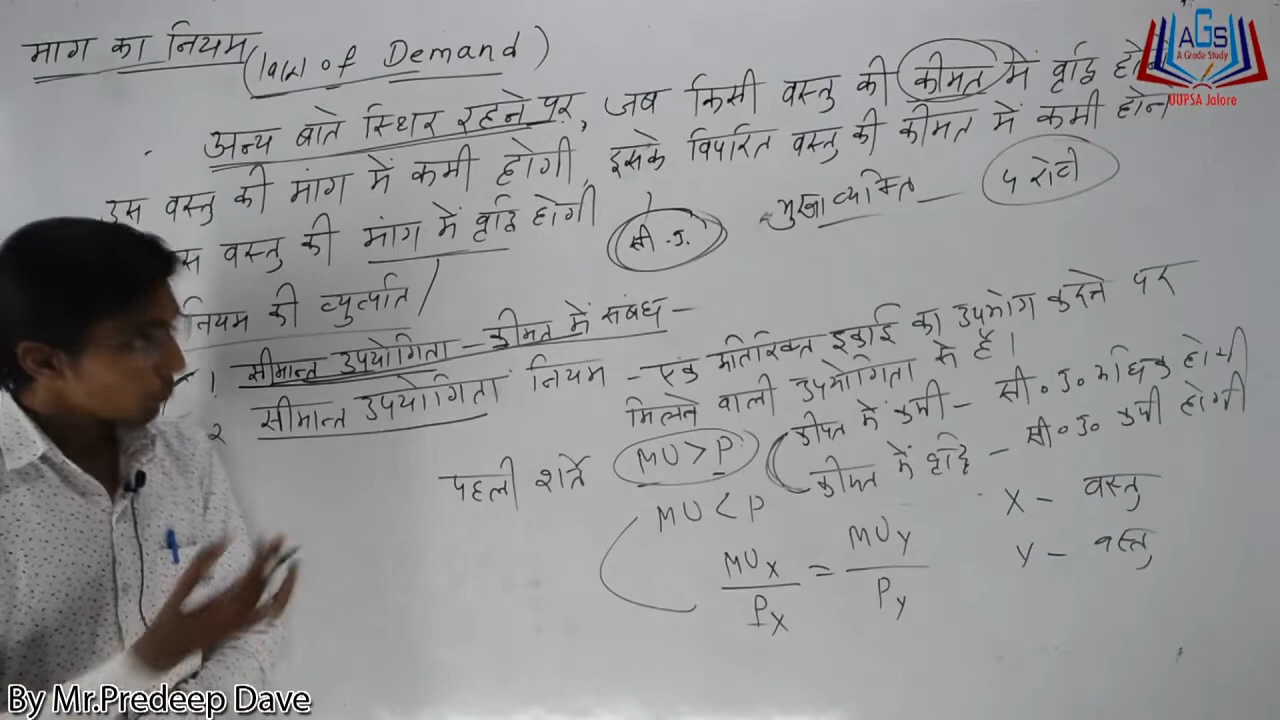 माग का नियम (law of Demand)
अन्य बाते स्थिर रहने पर, जब किसी वस्तु की कीमत में वृद्धि
उस वस्तु की मांग में कमी होगी, इसके विपरित वस्तु की कीमत में कमी होन
वस्तु की मांग में वृद्धि होगी
सी.उ.
भुखा व्यक्ति
५ रोटी
नियम की व्युत्पति
1 सीमान्त उपयोगिता - कीमत में संबंध -
२ सीमान्त उपयोगिता नियम - एक अतिरिक्त इकाई का उपभोग करने पर
मिलने वाली उपयोगिता से है।
पहली शर्ते MU > P
कीमत में कमी - सी॰ उ॰ अधिक होगी
कीमत में वृद्धि - सी॰ उ॰ कमी होगी
MU < P
MUx / Px = MUy / Py
X - वस्तु
Y - वस्तु
AGS
A Grade Study
UUPSA Jalore
By Mr.Predeep Dave